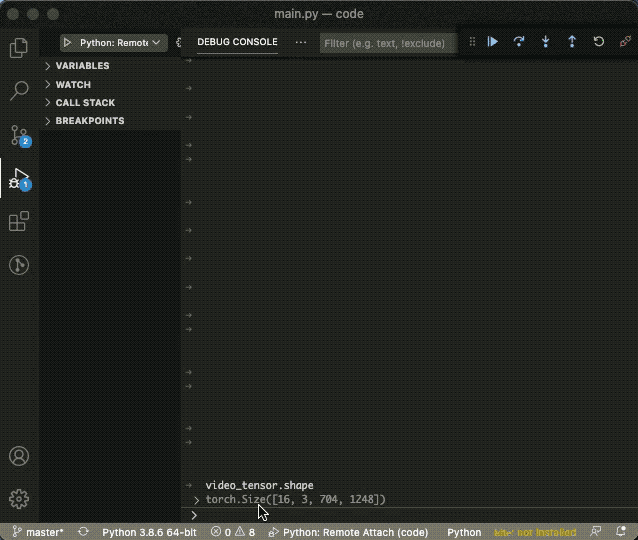 main.py — code
Python: Remote
DEBUG CONSOLE
Filter (e.g. text, !exclude)
VARIABLES
WATCH
CALL STACK
BREAKPOINTS
2
1
video_tensor.shape
torch.Size([16, 3, 704, 1248])
master*
Python 3.8.6 64-bit
0
8
Python: Remote Attach (code)
Python
kite: not installed